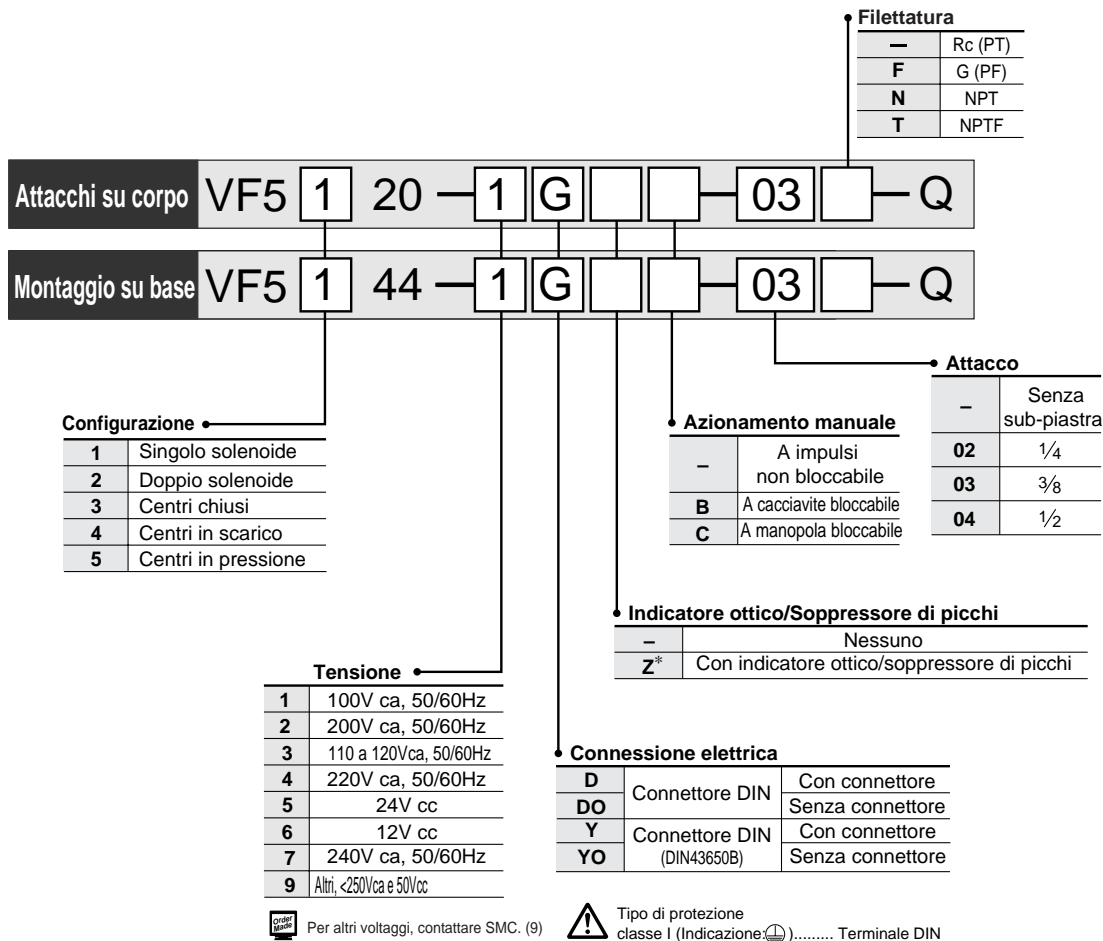 Filettatura
— Rc (PT)
F G (PF)
N NPT
T NPTF
Attacchi su corpo VF5 1 20 — 1 G — 03 — Q
Montaggio su base VF5 1 44 — 1 G — 03 — Q
Attacco
– Senza sub-piastra
02 1⁄4
03 3⁄8
04 1⁄2
Configurazione
1 Singolo solenoide
2 Doppio solenoide
3 Centri chiusi
4 Centri in scarico
5 Centri in pressione
Azionamento manuale
– A impulsi non bloccabile
B A cacciavite bloccabile
C A manopola bloccabile
Indicatore ottico/Soppressore di picchi
– Nessuno
Z* Con indicatore ottico/soppressore di picchi
Tensione
1 100V ca, 50/60Hz
2 200V ca, 50/60Hz
3 110 a 120Vca, 50/60Hz
4 220V ca, 50/60Hz
5 24V cc
6 12V cc
7 240V ca, 50/60Hz
9 Altri, <250Vca e 50Vcc
Connessione elettrica
D Connettore DIN Con connettore
DO Senza connettore
Y Connettore DIN (DIN43650B) Con connettore
YO Senza connettore
Order Made Per altri voltaggi, contattare SMC. (9)
Tipo di protezione
classe I (Indicazione:⏚)......... Terminale DIN